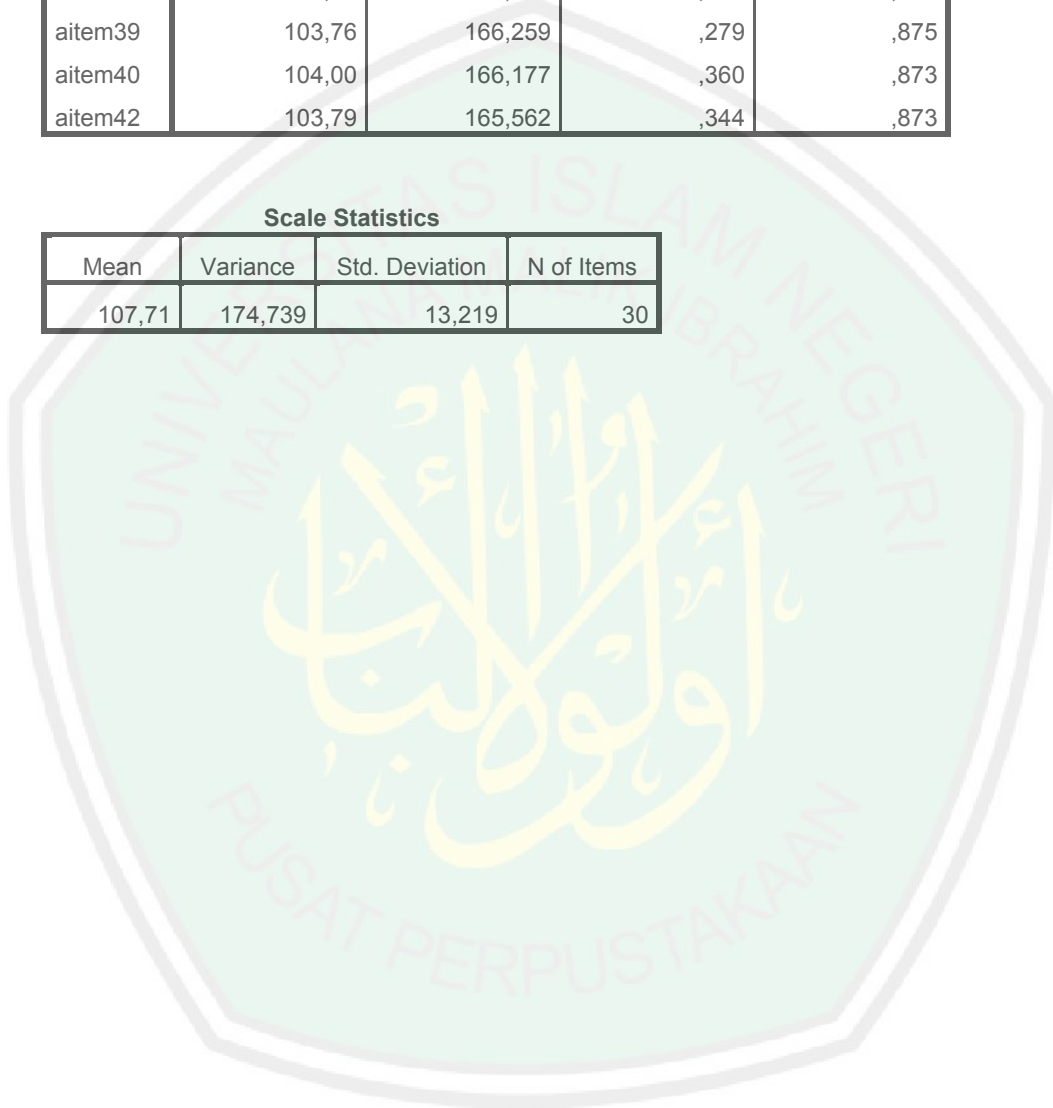 aitem39 103,76 166,259 ,279 ,875
aitem40 104,00 166,177 ,360 ,873
aitem42 103,79 165,562 ,344 ,873
Scale Statistics
Mean Variance Std. Deviation N of Items
107,71 174,739 13,219 30
UNIVERSITAS ISLAM NEGERI
MAULANA MALIK IBRAHIM
أولو الألباب
PUSAT PERPUSTAKAAN